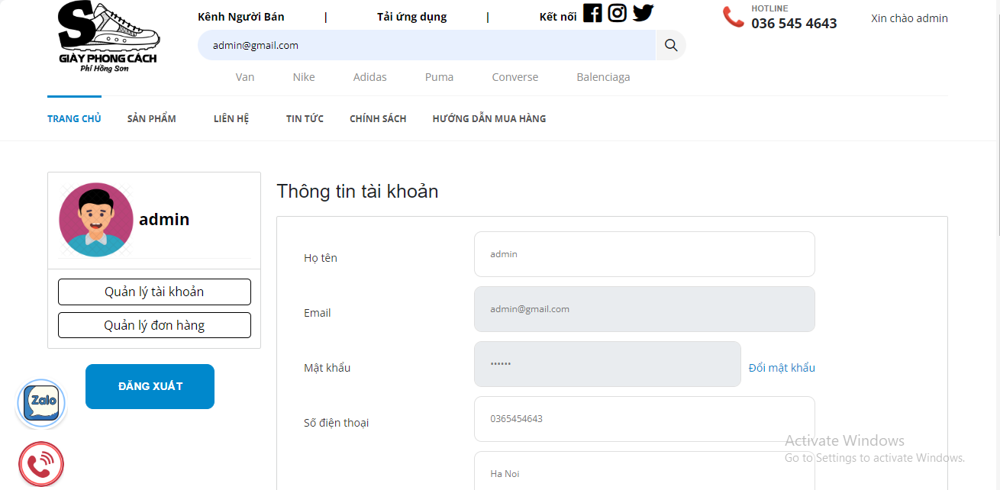 S
GIÀY PHONG CÁCH
Phí Hồng Sơn
Kênh Người Bán | Tải ứng dụng | Kết nối
HOTLINE
036 545 4643
Xin chào admin
admin@gmail.com
Van Nike Adidas Puma Converse Balenciaga
TRANG CHỦ SẢN PHẨM LIÊN HỆ TIN TỨC CHÍNH SÁCH HƯỚNG DẪN MUA HÀNG
admin
Quản lý tài khoản
Quản lý đơn hàng
ĐĂNG XUẤT
Zalo
Thông tin tài khoản
Họ tên admin
Email admin@gmail.com
Mật khẩu •••••• Đổi mật khẩu
Số điện thoại 0365454643
Ha Noi
Activate Windows
Go to Settings to activate Windows.